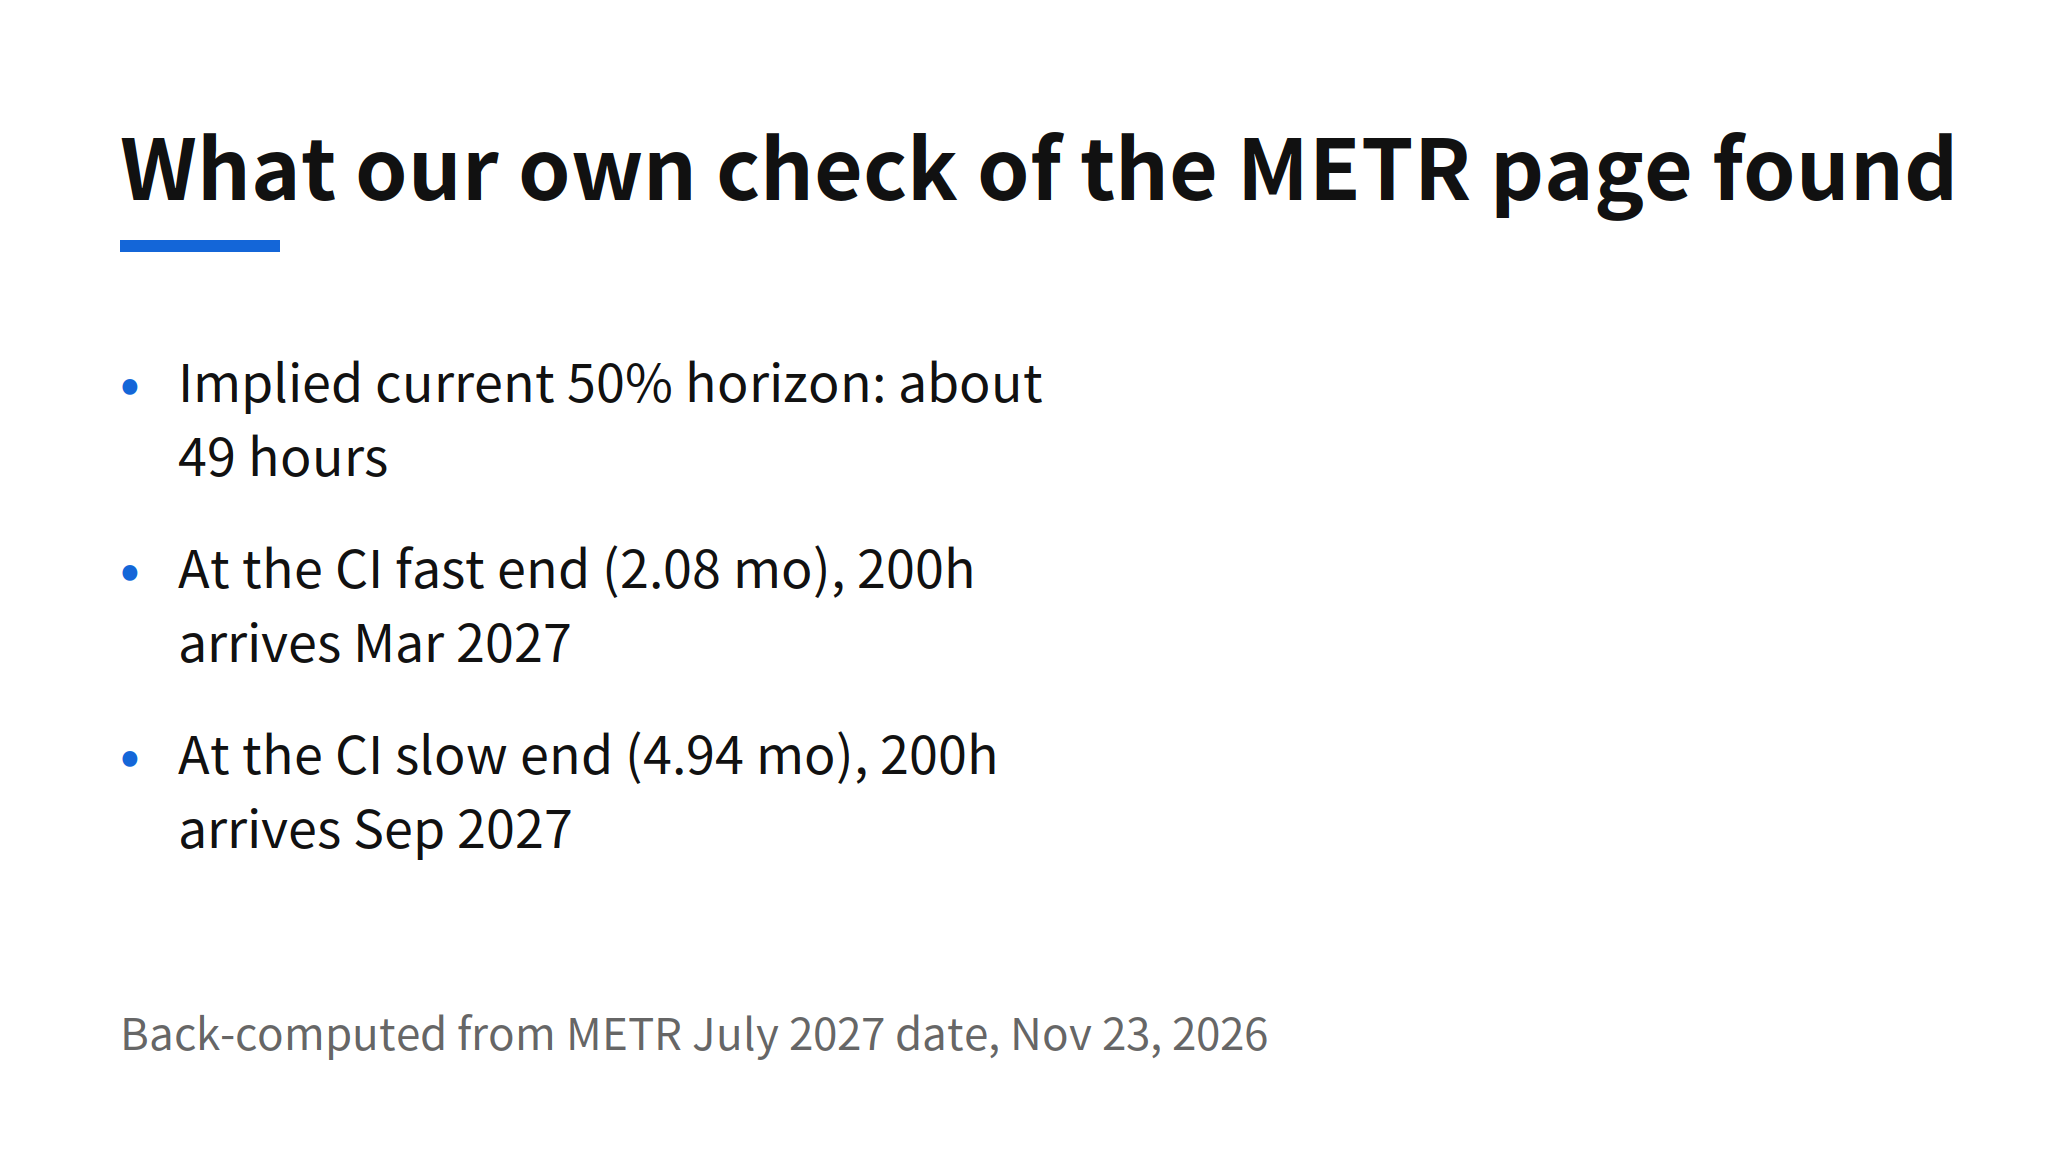 What our own check of the METR page found
• Implied current 50% horizon: about
49 hours
• At the CI fast end (2.08 mo), 200h
arrives Mar 2027
• At the CI slow end (4.94 mo), 200h
arrives Sep 2027
Back-computed from METR July 2027 date, Nov 23, 2026